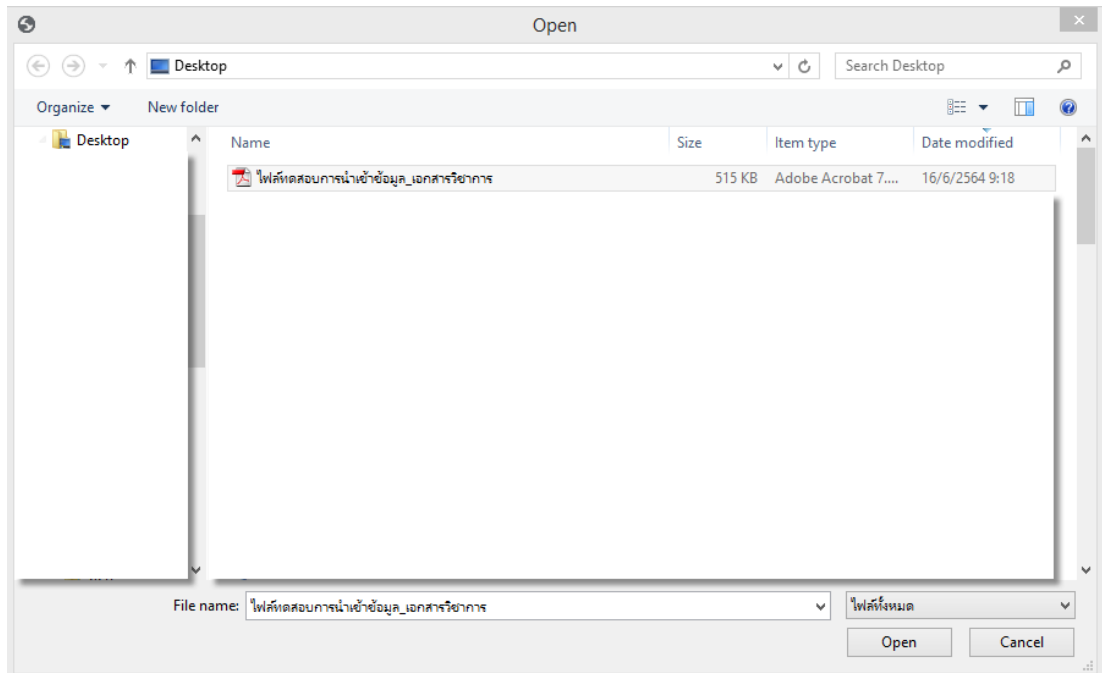 Open
Desktop
Search Desktop
Organize
New folder
Desktop
Name
Size
Item type
Date modified
ไฟล์ทดสอบการนำเข้าข้อมูล_เอกสารวิชาการ
515 KB
Adobe Acrobat 7....
16/6/2564 9:18
File name:
ไฟล์ทดสอบการนำเข้าข้อมูล_เอกสารวิชาการ
ไฟล์ทั้งหมด
Open
Cancel